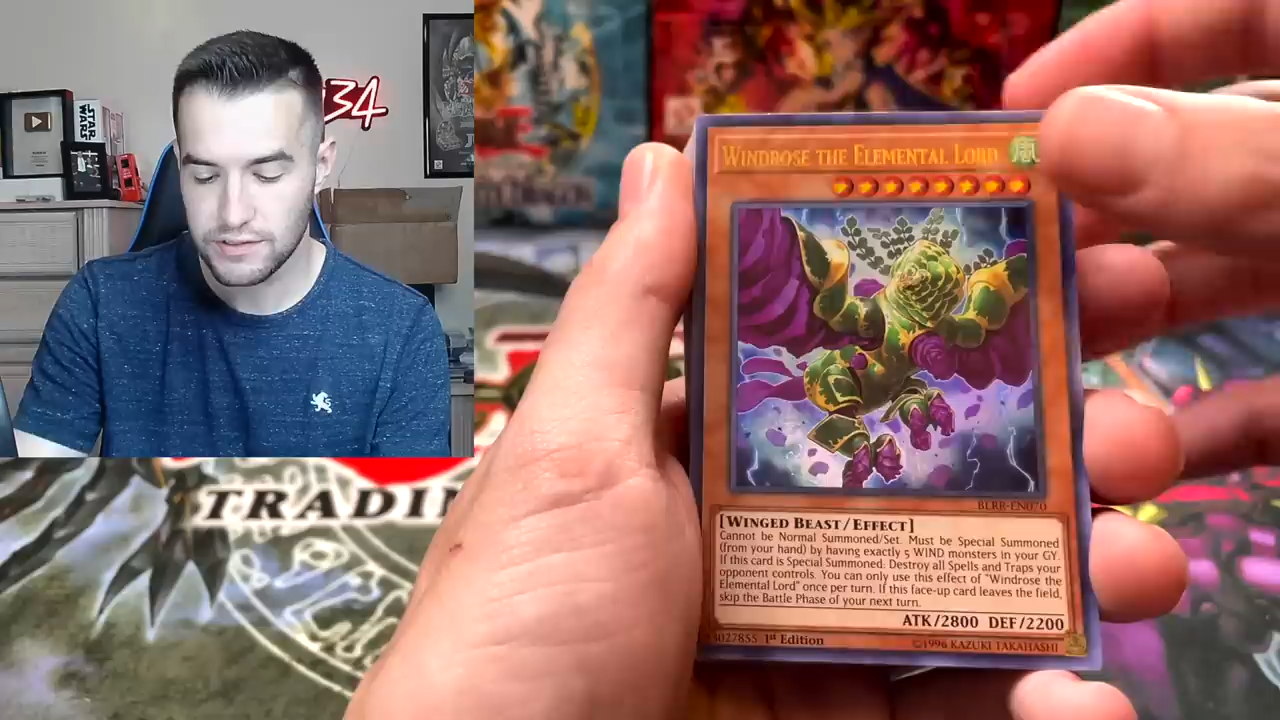 34
STAR
WARS
WINDROSE THE ELEMENTAL LORD
風
BLRR-EN070
[WINGED BEAST/EFFECT]
Cannot be Normal Summoned/Set. Must be Special Summoned
(from your hand) by having exactly 5 WIND monsters in your GY.
If this card is Special Summoned: Destroy all Spells and Traps your
opponent controls. You can only use this effect of "Windrose the
Elemental Lord" once per turn. If this face-up card leaves the field,
skip the Battle Phase of your next turn.
ATK/2800 DEF/2200
1st Edition
©1996 KAZUKI TAKAHASHI
TRADI